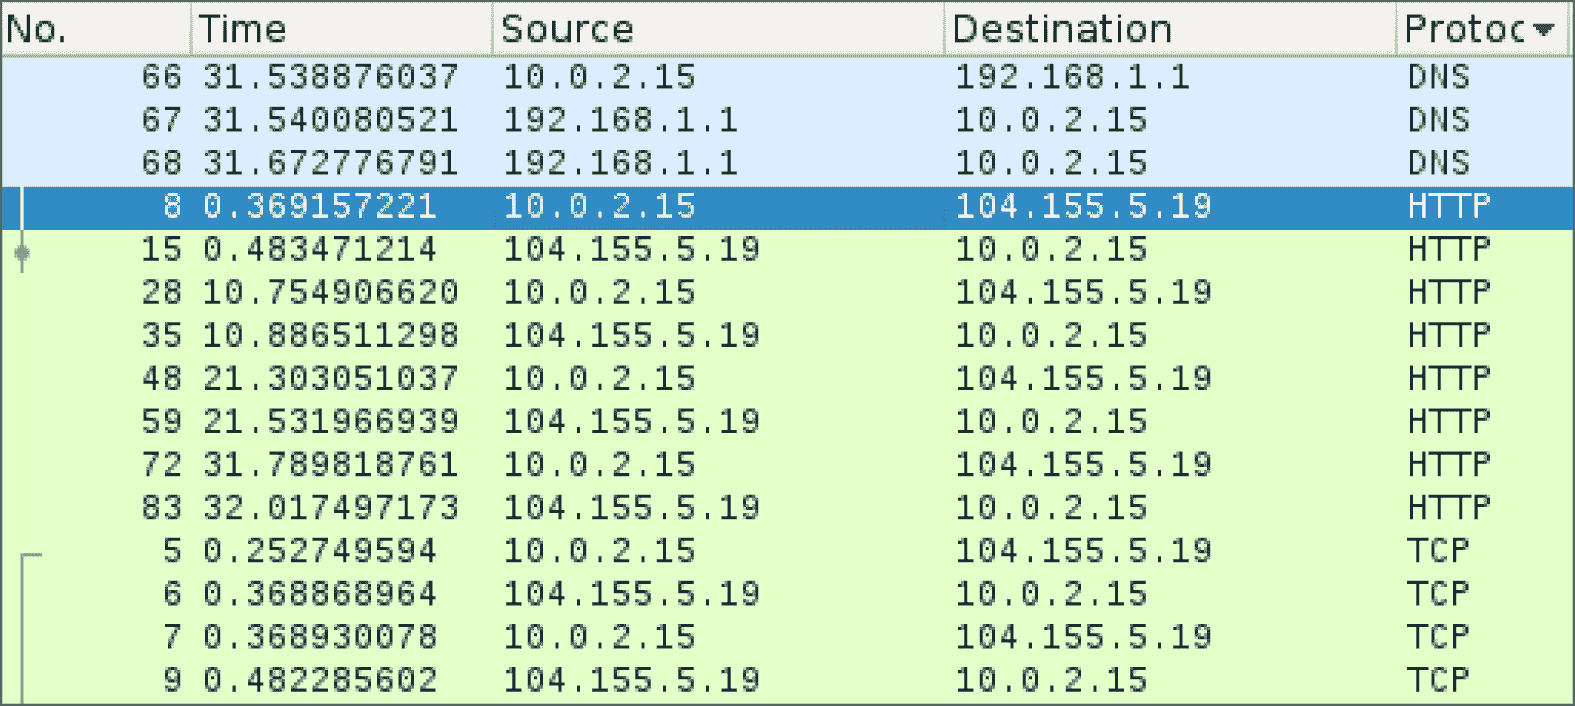 No. Time Source Destination Protoc
66 31.538876037 10.0.2.15 192.168.1.1 DNS
67 31.540080521 192.168.1.1 10.0.2.15 DNS
68 31.672776791 192.168.1.1 10.0.2.15 DNS
8 0.369157221 10.0.2.15 104.155.5.19 HTTP
15 0.483471214 104.155.5.19 10.0.2.15 HTTP
28 10.754906620 10.0.2.15 104.155.5.19 HTTP
35 10.886511298 104.155.5.19 10.0.2.15 HTTP
48 21.303051037 10.0.2.15 104.155.5.19 HTTP
59 21.531966939 104.155.5.19 10.0.2.15 HTTP
72 31.789818761 10.0.2.15 104.155.5.19 HTTP
83 32.017497173 104.155.5.19 10.0.2.15 HTTP
5 0.252749594 10.0.2.15 104.155.5.19 TCP
6 0.368868964 104.155.5.19 10.0.2.15 TCP
7 0.368930078 10.0.2.15 104.155.5.19 TCP
9 0.482285602 104.155.5.19 10.0.2.15 TCP